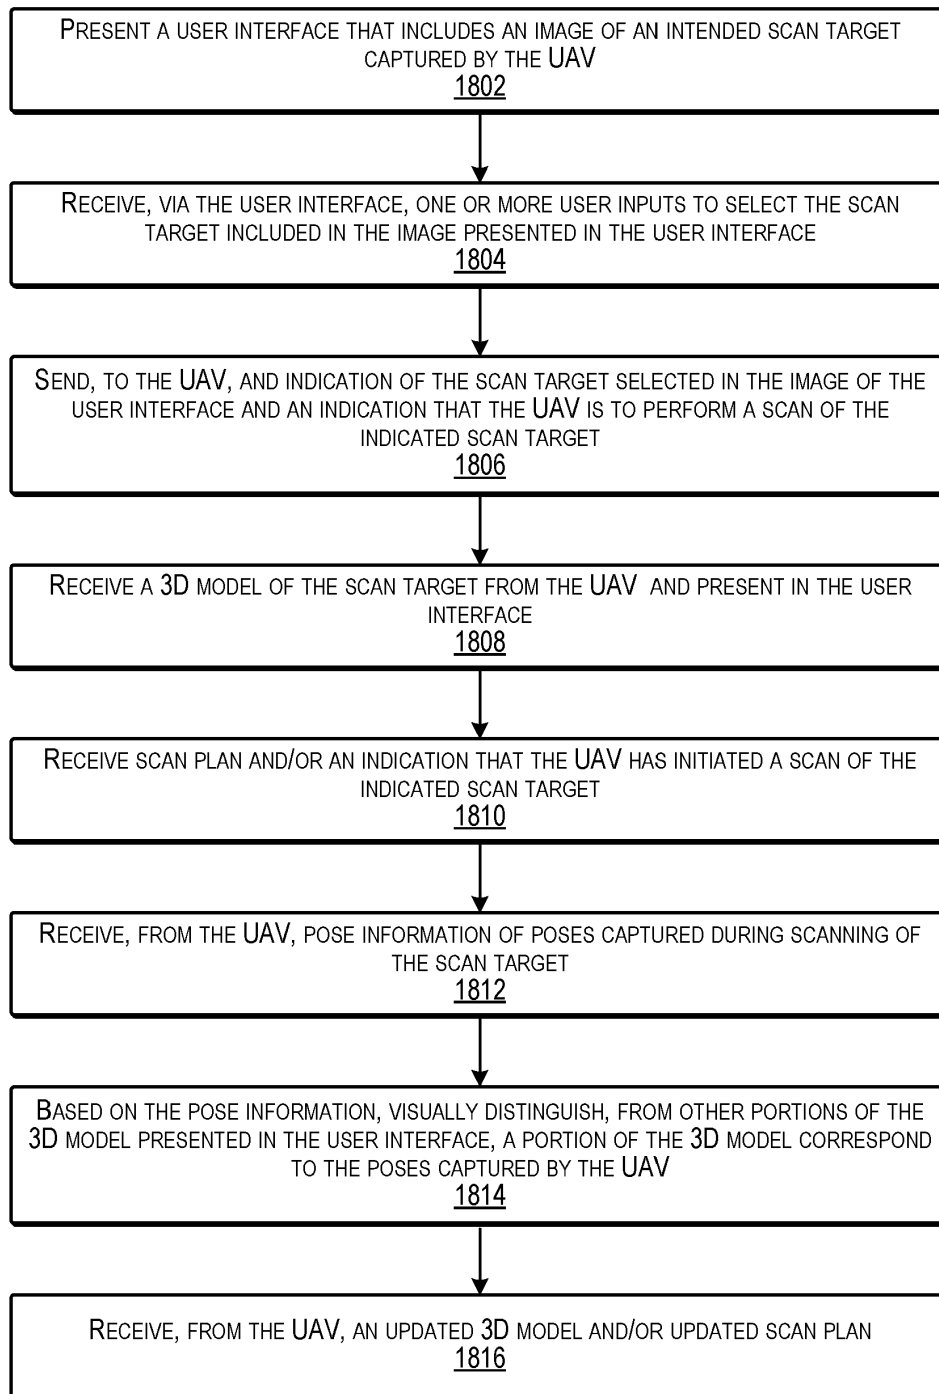 PRESENT A USER INTERFACE THAT INCLUDES AN IMAGE OF AN INTENDED SCAN TARGET
CAPTURED BY THE UAV
1802
RECEIVE, VIA THE USER INTERFACE, ONE OR MORE USER INPUTS TO SELECT THE SCAN
TARGET INCLUDED IN THE IMAGE PRESENTED IN THE USER INTERFACE
1804
SEND, TO THE UAV, AND INDICATION OF THE SCAN TARGET SELECTED IN THE IMAGE OF THE
USER INTERFACE AND AN INDICATION THAT THE UAV IS TO PERFORM A SCAN OF THE
INDICATED SCAN TARGET
1806
RECEIVE A 3D MODEL OF THE SCAN TARGET FROM THE UAV AND PRESENT IN THE USER
INTERFACE
1808
RECEIVE SCAN PLAN AND/OR AN INDICATION THAT THE UAV HAS INITIATED A SCAN OF THE
INDICATED SCAN TARGET
1810
RECEIVE, FROM THE UAV, POSE INFORMATION OF POSES CAPTURED DURING SCANNING OF
THE SCAN TARGET
1812
BASED ON THE POSE INFORMATION, VISUALLY DISTINGUISH, FROM OTHER PORTIONS OF THE
3D MODEL PRESENTED IN THE USER INTERFACE, A PORTION OF THE 3D MODEL CORRESPOND
TO THE POSES CAPTURED BY THE UAV
1814
RECEIVE, FROM THE UAV, AN UPDATED 3D MODEL AND/OR UPDATED SCAN PLAN
1816